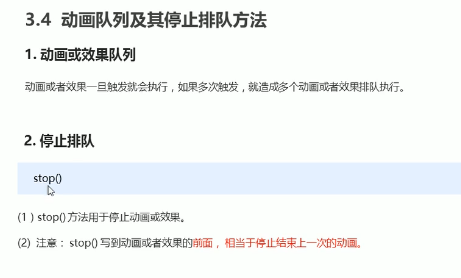 3.4 动画队列及其停止排队方法
1. 动画或效果队列
动画或者效果一旦触发就会执行，如果多次触发，就造成多个动画或者效果排队执行。
2. 停止排队
stop()
(1 ) stop() 方法用于停止动画或效果。
(2) 注意： stop() 写到动画或者效果的前面， 相当于停止结束上一次的动画。